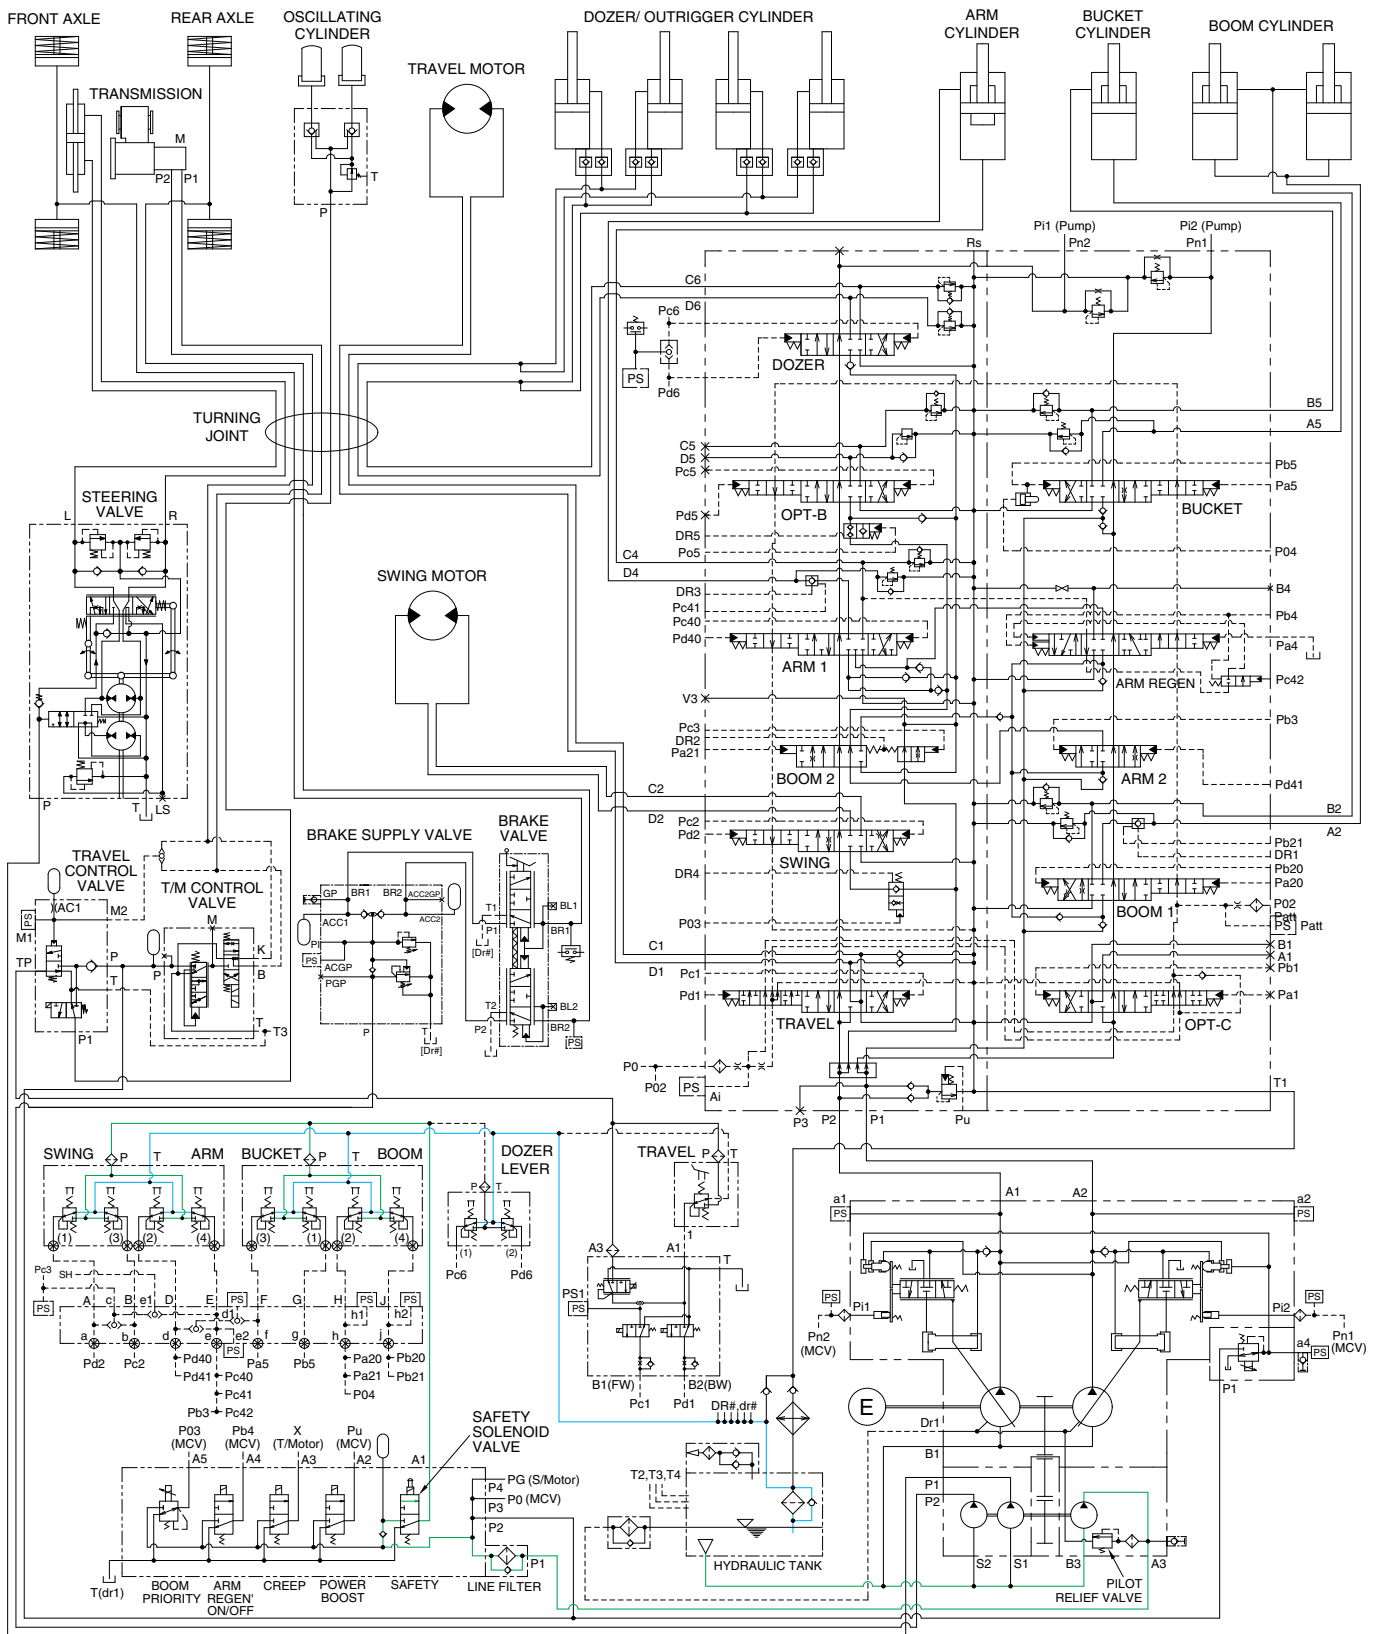 FRONT AXLE
REAR AXLE
OSCILLATING
CYLINDER
DOZER/ OUTRIGGER CYLINDER
ARM
CYLINDER
BUCKET
CYLINDER
BOOM CYLINDER
TRAVEL MOTOR
TRANSMISSION
M
P2
P1
T
P
Pi1 (Pump)
Pi2 (Pump)
Rs
Pn2
Pn1
C6
D6
Pc6
PS
Pd6
DOZER
TURNING
JOINT
B5
A5
C5
D5
Pc5
Pb5
Pa5
Pd5
OPT-B
BUCKET
STEERING
VALVE
L
R
DR5
Po5
P04
C4
D4
SWING MOTOR
DR3
Pc41
Pc40
Pd40
B4
Pb4
Pa4
ARM 1
ARM REGEN
Pc42
V3
Pc3
DR2
Pa21
Pb3
BOOM 2
ARM 2
Pd41
P
T
LS
C2
D2
Pc2
Pd2
B2
A2
SWING
Pb21
DR1
Pb20
Pa20
DR4
P03
BOOM 1
P02
Patt
PS
Patt
BRAKE SUPPLY VALVE
BRAKE
VALVE
TRAVEL
CONTROL
VALVE
T/M CONTROL
VALVE
AC1
M2
PS
M1
TP
P
T
P1
M
K
P
B
T
T3
GP
BR1
BR2
ACC2GP
ACC1
ACC2
PI
PS
ACGP
PGP
P
T
[Dr#]
T1
P1
[Dr#]
BL1
BR1
T2
P2
BL2
BR2
[PS]
C1
D1
Pc1
Pd1
B1
A1
Pb1
Pa1
TRAVEL
OPT-C
P0
P02
PS
Ai
T1
P3
P2
P1
Pu
SWING
P
T
ARM
BUCKET
P
T
BOOM
DOZER
LEVER
P
T
TRAVEL
P
T
(1)
(3)
(2)
(4)
(3)
(1)
(2)
(4)
(1)
(2)
Pc6
Pd6
1
A3
A1
T
PS1
PS
B1(FW)
B2(BW)
Pc1
Pd1
Pc3
SH
PS
A
c
B
e1
D
E
d1
PS
F
G
H
PS
h1
J
PS
h2
a
b
d
e
e2
PS
f
g
h
j
Pd2
Pc2
Pd40
Pd41
Pc40
Pc41
Pb3
Pc42
Pa5
Pb5
Pa20
Pa21
P04
Pb20
Pb21
a1
PS
A1
A2
a2
PS
PS
Pi1
Pn2
(MCV)
PS
Pi2
Pn1
(MCV)
a4
PS
P1
E
Dr1
B1
P1
P2
S2
S1
B3
A3
PILOT
RELIEF VALVE
DR#,dr#
T2,T3,T4
HYDRAULIC TANK
P03
(MCV)
A5
Pb4
(MCV)
A4
X
(T/Motor)
A3
Pu
(MCV)
A2
A1
SAFETY
SOLENOID
VALVE
PG (S/Motor)
P4
P0 (MCV)
P3
P2
P1
LINE FILTER
T(dr1)
BOOM
PRIORITY
ARM
REGEN'
ON/OFF
CREEP
POWER
BOOST
SAFETY